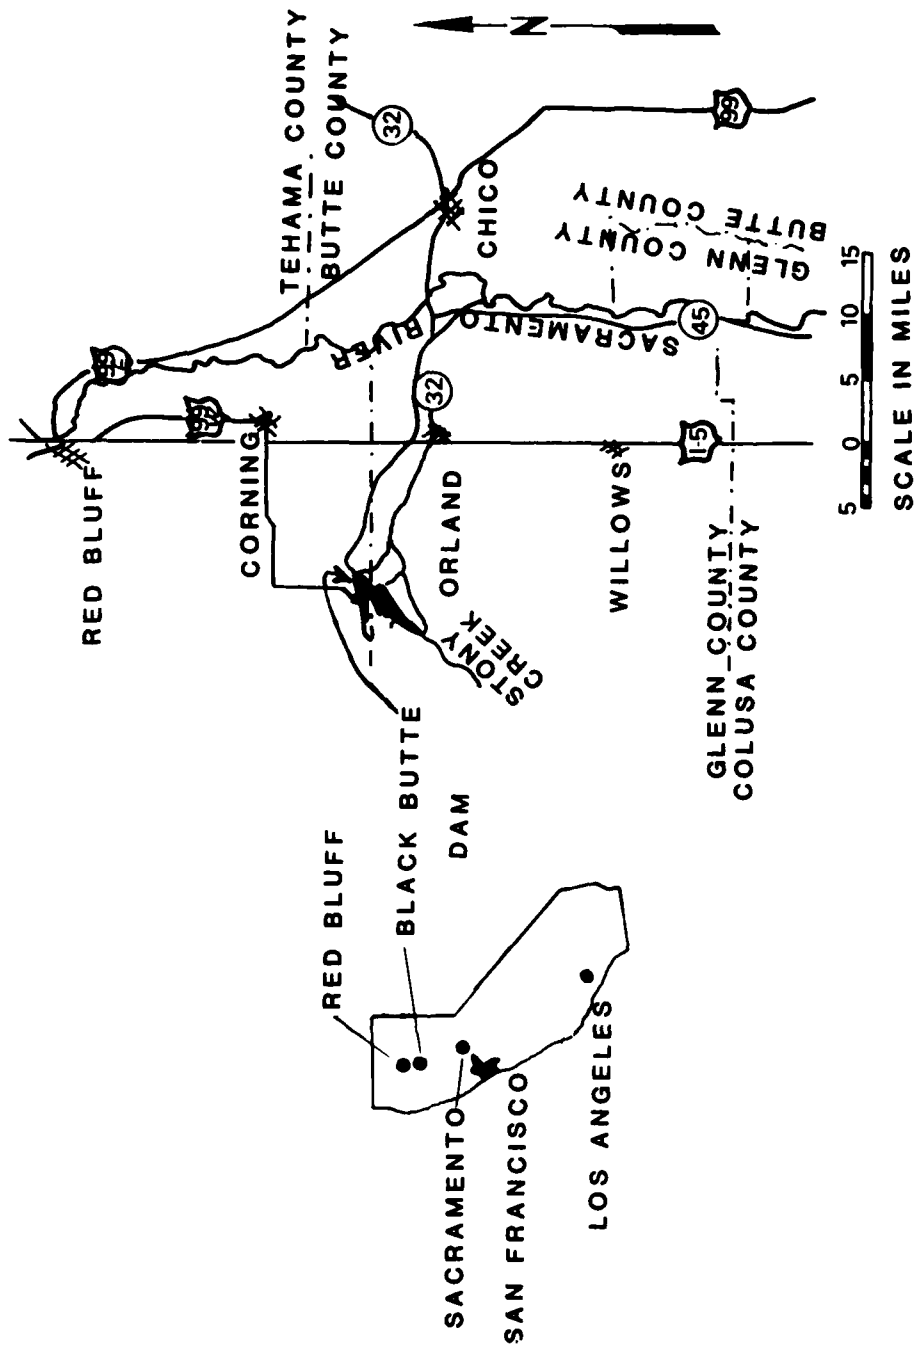 RED BLUFF
BLACK BUTTE
DAM
SACRAMENTO
SAN FRANCISCO
LOS ANGELES
N
RED BLUFF
99
99
CORNING
TEHAMA COUNTY
BUTTE COUNTY
32
RIVER
SACRAMENTO
32
ORLAND
CHICO
STONY
CREEK
WILLOWS
GLENN COUNTY
BUTTE COUNTY
45
I-5
99
GLENN COUNTY
COLUSA COUNTY
5 0 5 10 15
SCALE IN MILES